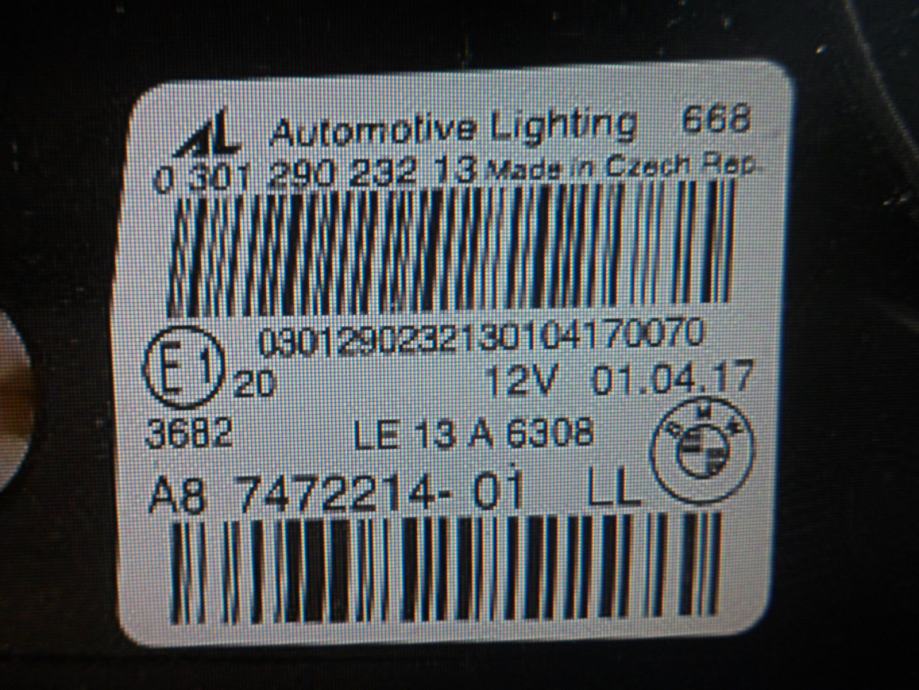 AL Automotive Lighting 668
0 301 290 232 13 Made in Czech Rep.
0301290232130104170070
E1 20 12V 01.04.17
3682 LE 13 A 6308
BMW
A8 7472214-01 LL